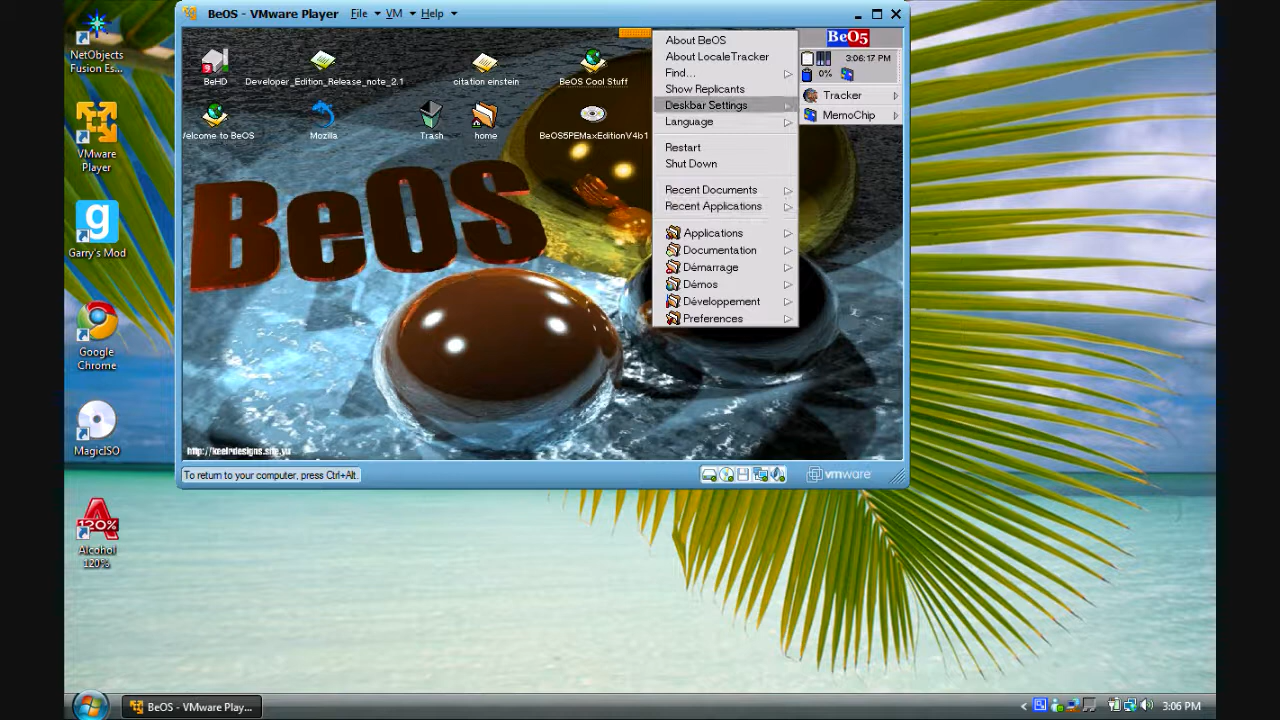 BeOS - VMware Player File VM Help
NetObjects
Fusion Es...
VMware
Player
Garry's Mod
Google
Chrome
MagicISO
Alcohol
120%
120%
g
BeHD
Developer_Edition_Release_note_2.1
citation einstein
BeOS Cool Stuff
Welcome to BeOS
Mozilla
Trash
home
BeOS5PEMaxEditionV4b1
BeOS
About BeOS
About LocaleTracker
Find...
Show Replicants
Deskbar Settings
Language
Restart
Shut Down
Recent Documents
Recent Applications
Applications
Documentation
Démarrage
Démos
Développement
Preferences
BeO5
3:06:17 PM
0%
Tracker
MemoChip
To return to your computer, press Ctrl+Alt.
vmware
BeOS - VMware Play...
3:06 PM